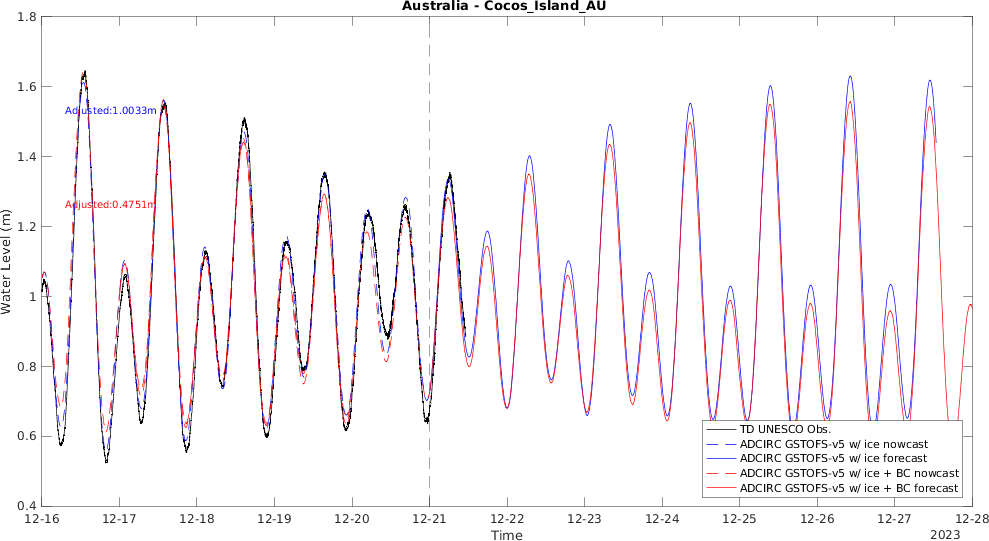 Australia - Cocos_Island_AU
1.8
1.6
1.4
1.2
1
0.8
0.6
0.4
Water Level (m)
Adjusted:1.0033m
Adjusted:0.4751m
TD UNESCO Obs.
ADCIRC GSTOFS-v5 w/ ice nowcast
ADCIRC GSTOFS-v5 w/ ice forecast
ADCIRC GSTOFS-v5 w/ ice + BC nowcast
ADCIRC GSTOFS-v5 w/ ice + BC forecast
12-16 12-17 12-18 12-19 12-20 12-21 12-22 12-23 12-24 12-25 12-26 12-27 12-28
Time
2023